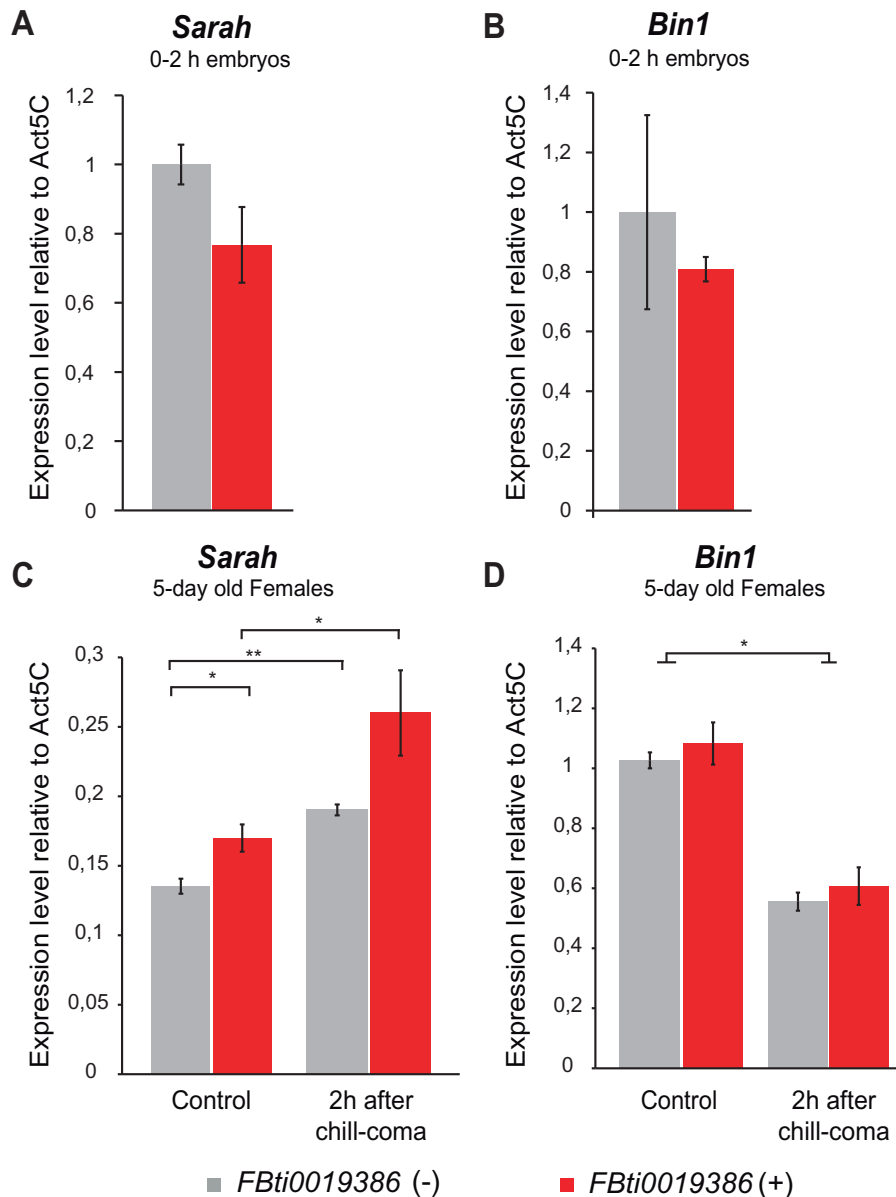 A
Sarah
0-2 h embryos
Expression level relative to Act5C
1,2
1
0,8
0,6
0,4
0,2
0
B
Bin1
0-2 h embryos
Expression level relative to Act5C
1,4
1,2
1
0,8
0,6
0,4
0,2
0
C
Sarah
5-day old Females
Expression level relative to Act5C
*
**
*
0,3
0,25
0,2
0,15
0,1
0,05
0
Control
2h after
chill-coma
D
Bin1
5-day old Females
Expression level relative to Act5C
*
1,4
1,2
1
0,8
0,6
0,4
0,2
0
Control
2h after
chill-coma
FBti0019386 (-)
FBti0019386 (+)